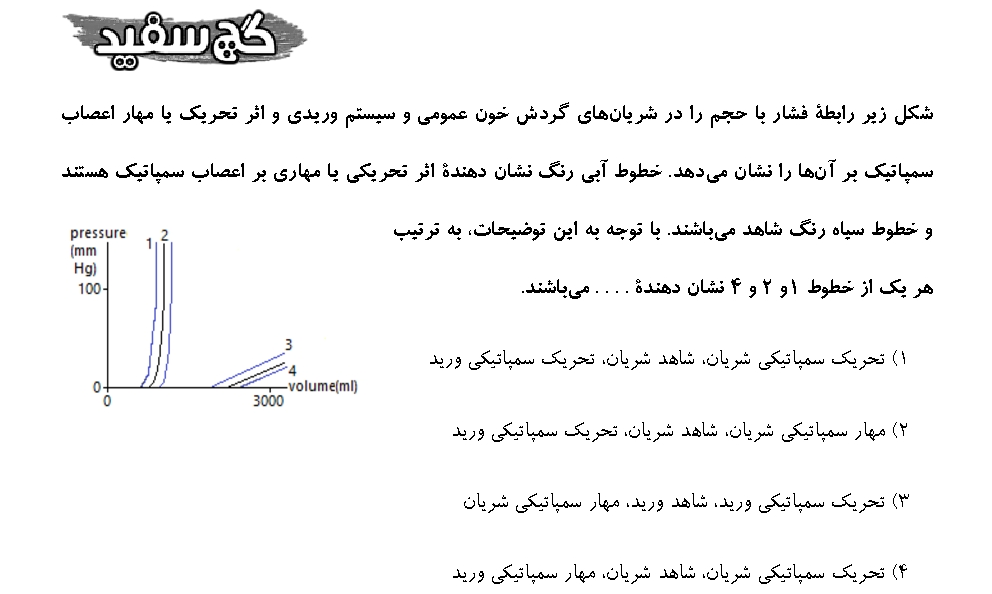 گچ سفید
شکل زیر رابطۀ فشار با حجم را در شریان‌های گردش خون عمومی و سیستم وریدی و اثر تحریک یا مهار اعصاب
سمپاتیک بر آن‌ها را نشان می‌دهد. خطوط آبی رنگ نشان دهندۀ اثر تحریکی یا مهاری بر اعصاب سمپاتیک هستند
و خطوط سیاه رنگ شاهد می‌باشند. با توجه به این توضیحات، به ترتیب
هر یک از خطوط ۱و ۲ و ۴ نشان دهندۀ . . . . می‌باشند.
pressure
(mm
Hg)
1 2
100
3
4
0
volume(ml)
0
3000
۱) تحریک سمپاتیکی شریان، شاهد شریان، تحریک سمپاتیکی ورید
۲) مهار سمپاتیکی شریان، شاهد شریان، تحریک سمپاتیکی ورید
۳) تحریک سمپاتیکی ورید، شاهد ورید، مهار سمپاتیکی شریان
۴) تحریک سمپاتیکی شریان، شاهد شریان، مهار سمپاتیکی ورید